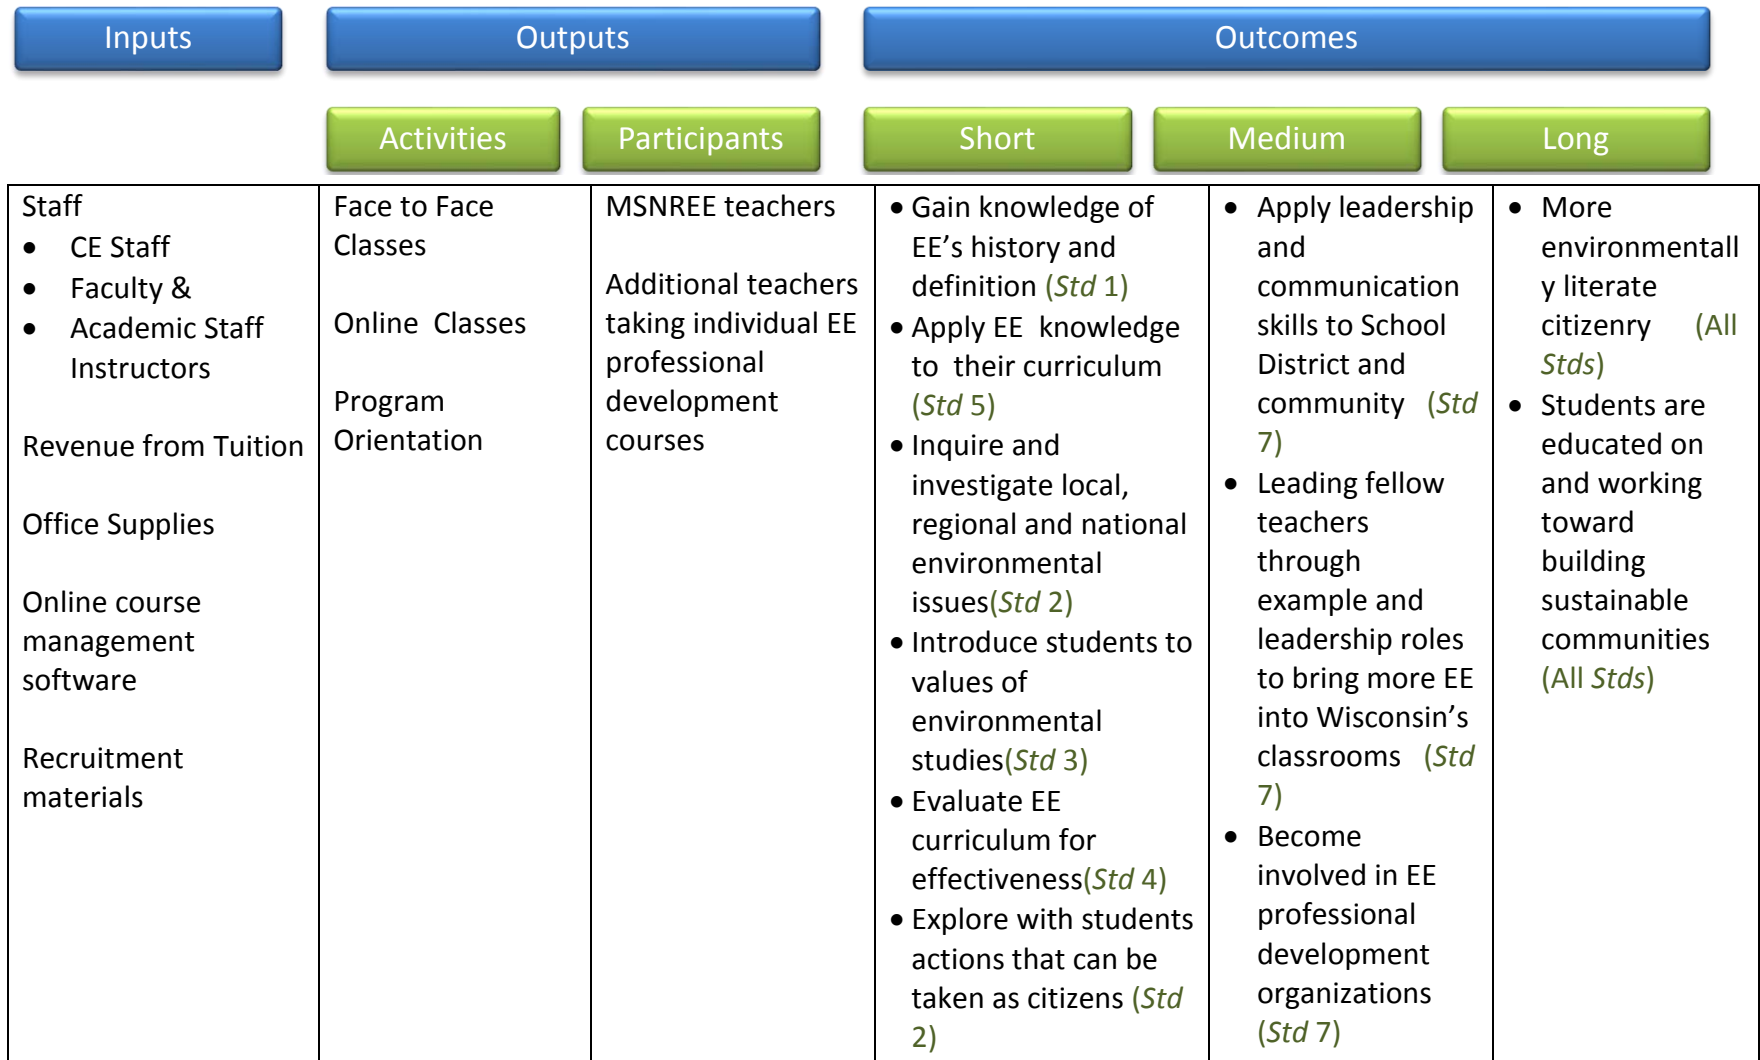 Inputs
Outputs
Outcomes
Activities
Participants
Short
Medium
Long
Staff
• CE Staff
• Faculty &
• Academic Staff
Instructors
Revenue from Tuition
Office Supplies
Online course
management
software
Recruitment
materials
Face to Face
Classes
Online  Classes
Program
Orientation
MSNREE teachers
Additional teachers
taking individual EE
professional
development
courses
• Gain knowledge of
EE’s history and
definition (Std 1)
• Apply EE  knowledge
to  their curriculum
(Std 5)
• Inquire and
investigate local,
regional and national
environmental
issues(Std 2)
• Introduce students to
values of
environmental
studies(Std 3)
• Evaluate EE
curriculum for
effectiveness(Std 4)
• Explore with students
actions that can be
taken as citizens (Std
2)
• Apply leadership
and
communication
skills to School
District and
community   (Std
7)
• Leading fellow
teachers
through
example and
leadership roles
to bring more EE
into Wisconsin’s
classrooms   (Std
7)
• Become
involved in EE
professional
development
organizations
(Std 7)
• More
environmentall
y literate
citizenry      (All
Stds)
• Students are
educated on
and working
toward
building
sustainable
communities
(All Stds)